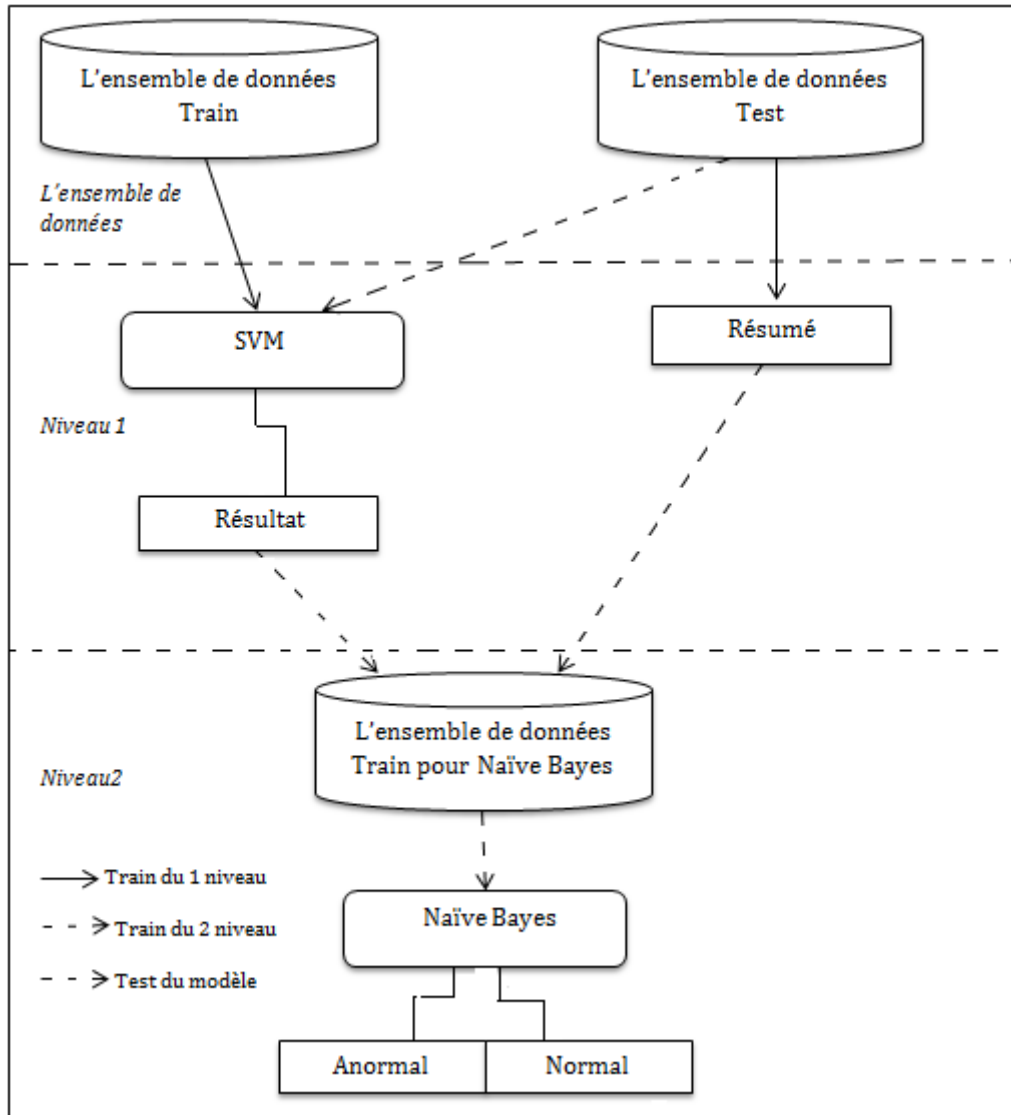 L'ensemble de données
Train
L'ensemble de données
Test
L'ensemble de
données
SVM
Résumé
Niveau 1
Résultat
L'ensemble de données
Train pour Naïve Bayes
Niveau2
Train du 1 niveau
Train du 2 niveau
Test du modèle
Naïve Bayes
Anormal
Normal